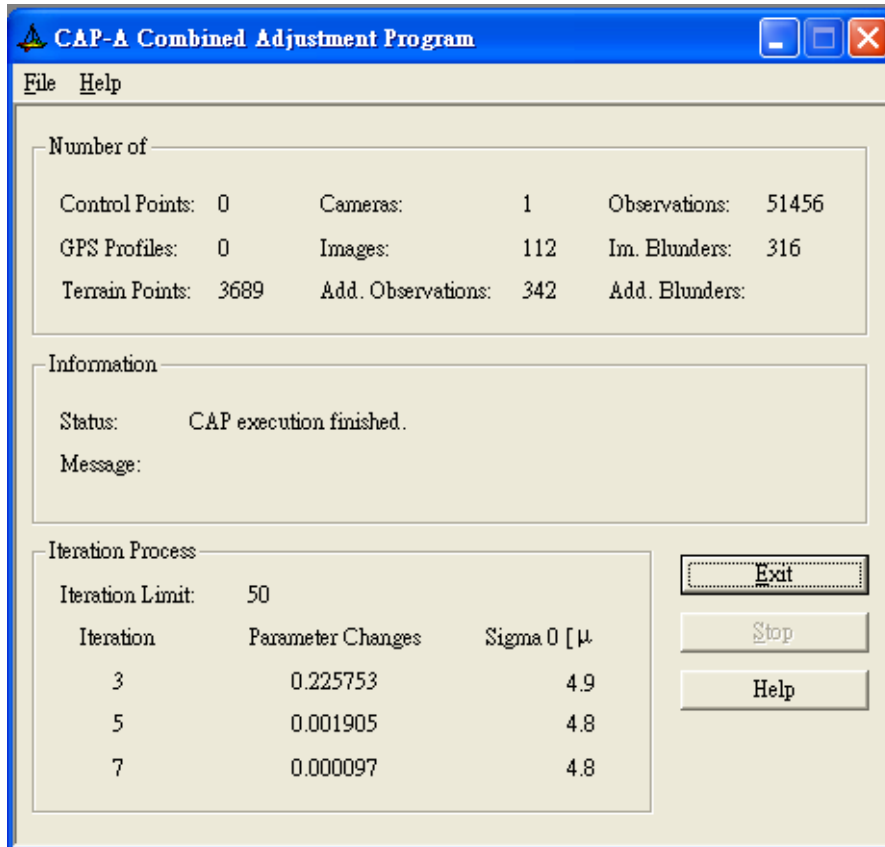 CAP-A Combined Adjustment Program
File Help
Number of
Control Points: 0 Cameras: 1 Observations: 51456
GPS Profiles: 0 Images: 112 Im. Blunders: 316
Terrain Points: 3689 Add. Observations: 342 Add. Blunders:
Information
Status: CAP execution finished.
Message:
Iteration Process
Iteration Limit: 50
Iteration Parameter Changes Sigma 0 [ μ
3 0.225753 4.9
5 0.001905 4.8
7 0.000097 4.8
Exit
Stop
Help